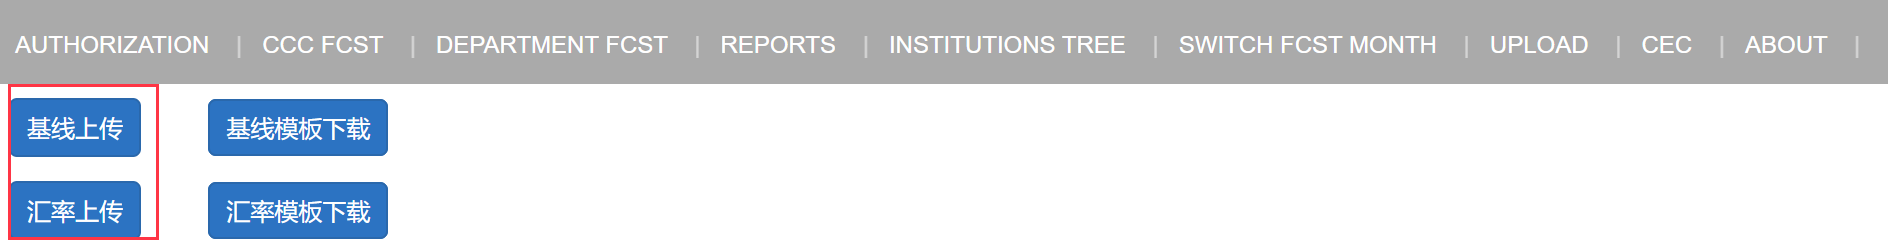 AUTHORIZATION | CCC FCST | DEPARTMENT FCST | REPORTS | INSTITUTIONS TREE | SWITCH FCST MONTH | UPLOAD | CEC | ABOUT |
基线上传 基线模板下载
汇率上传 汇率模板下载